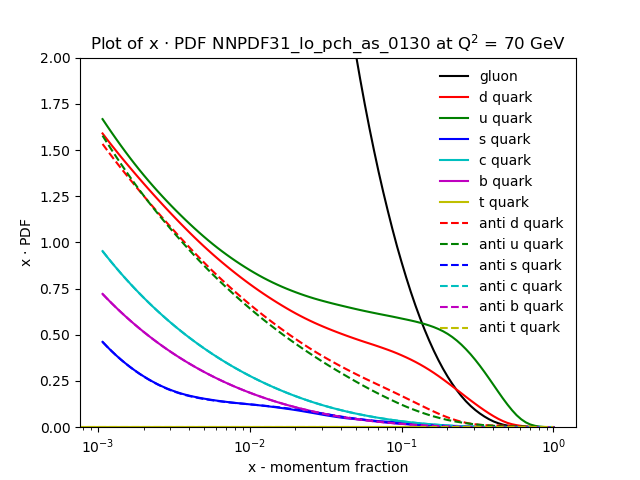 Plot of x · PDF NNPDF31_lo_pch_as_0130 at Q² = 70 GeV
2.00
1.75
1.50
1.25
1.00
0.75
0.50
0.25
0.00
x · PDF
gluon
d quark
u quark
s quark
c quark
b quark
t quark
anti d quark
anti u quark
anti s quark
anti c quark
anti b quark
anti t quark
10⁻³ 10⁻² 10⁻¹ 10⁰
x - momentum fraction